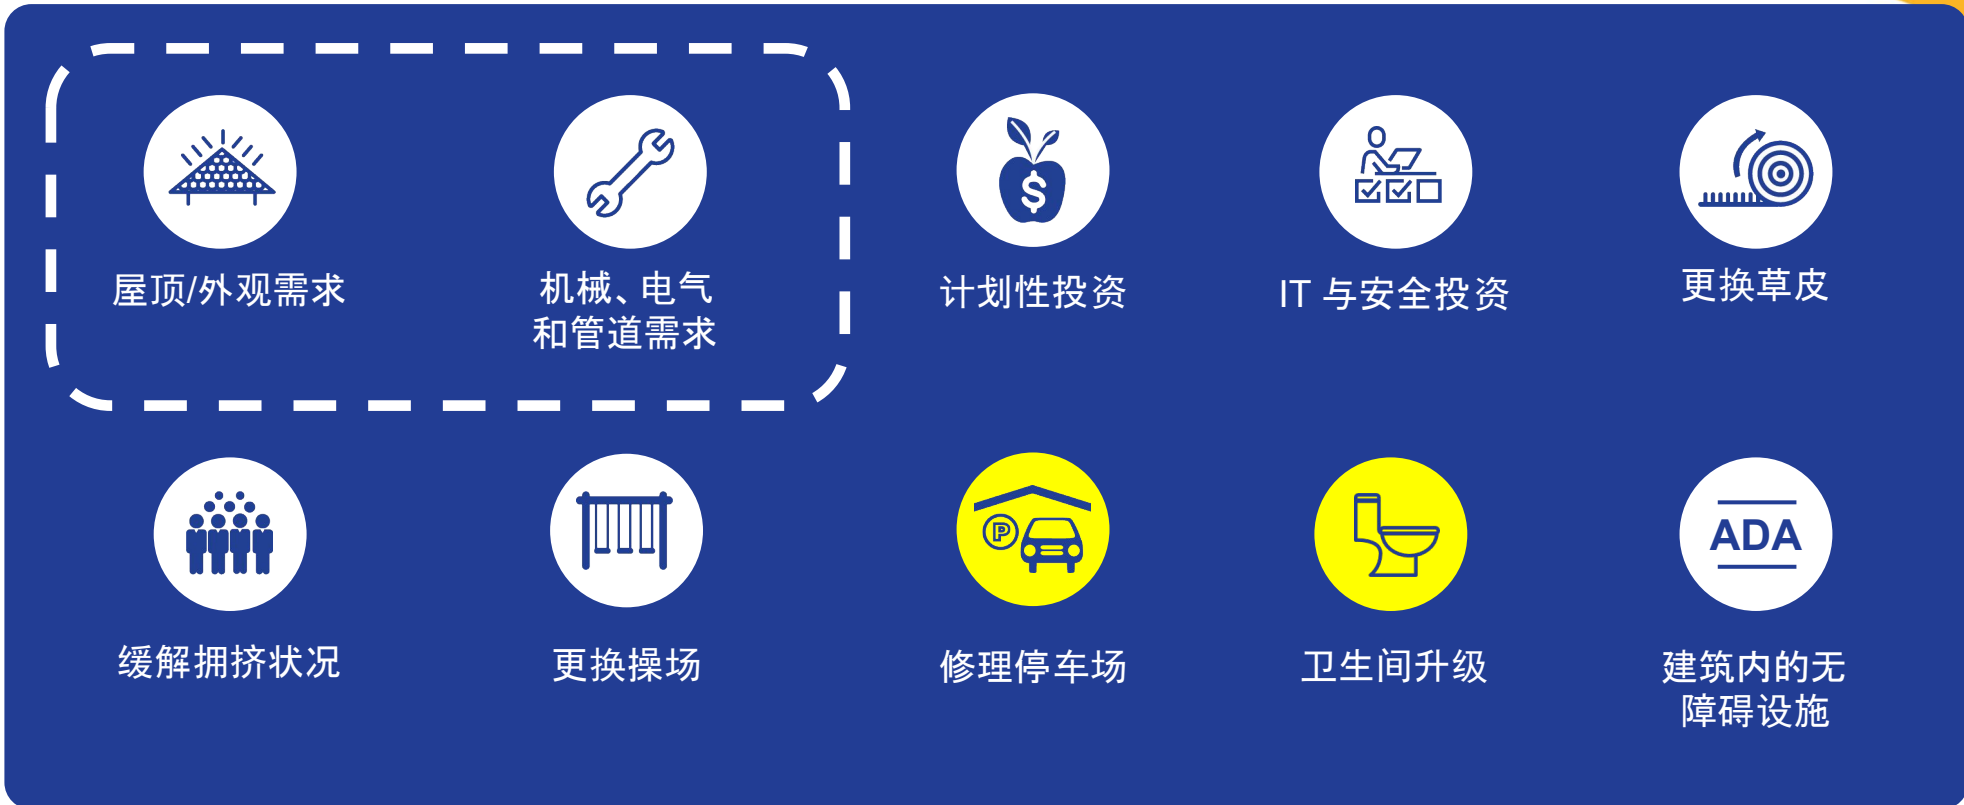 屋顶/外观需求
机械、电气
和管道需求
$
计划性投资
IT 与安全投资
更换草皮
缓解拥挤状况
更换操场
P
修理停车场
卫生间升级
ADA
建筑内的无
障碍设施